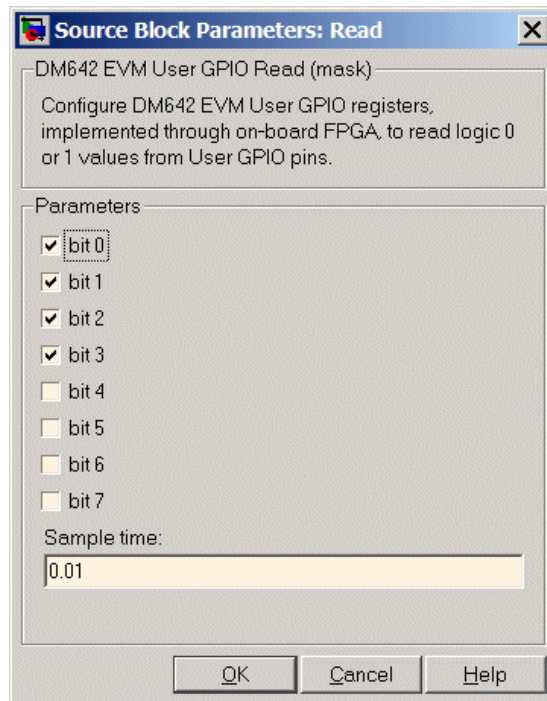 Source Block Parameters: Read
DM642 EVM User GPIO Read (mask)
Configure DM642 EVM User GPIO registers,
implemented through on-board FPGA, to read logic 0
or 1 values from User GPIO pins.
Parameters
bit 0
bit 1
bit 2
bit 3
bit 4
bit 5
bit 6
bit 7
Sample time:
0.01
OK Cancel Help